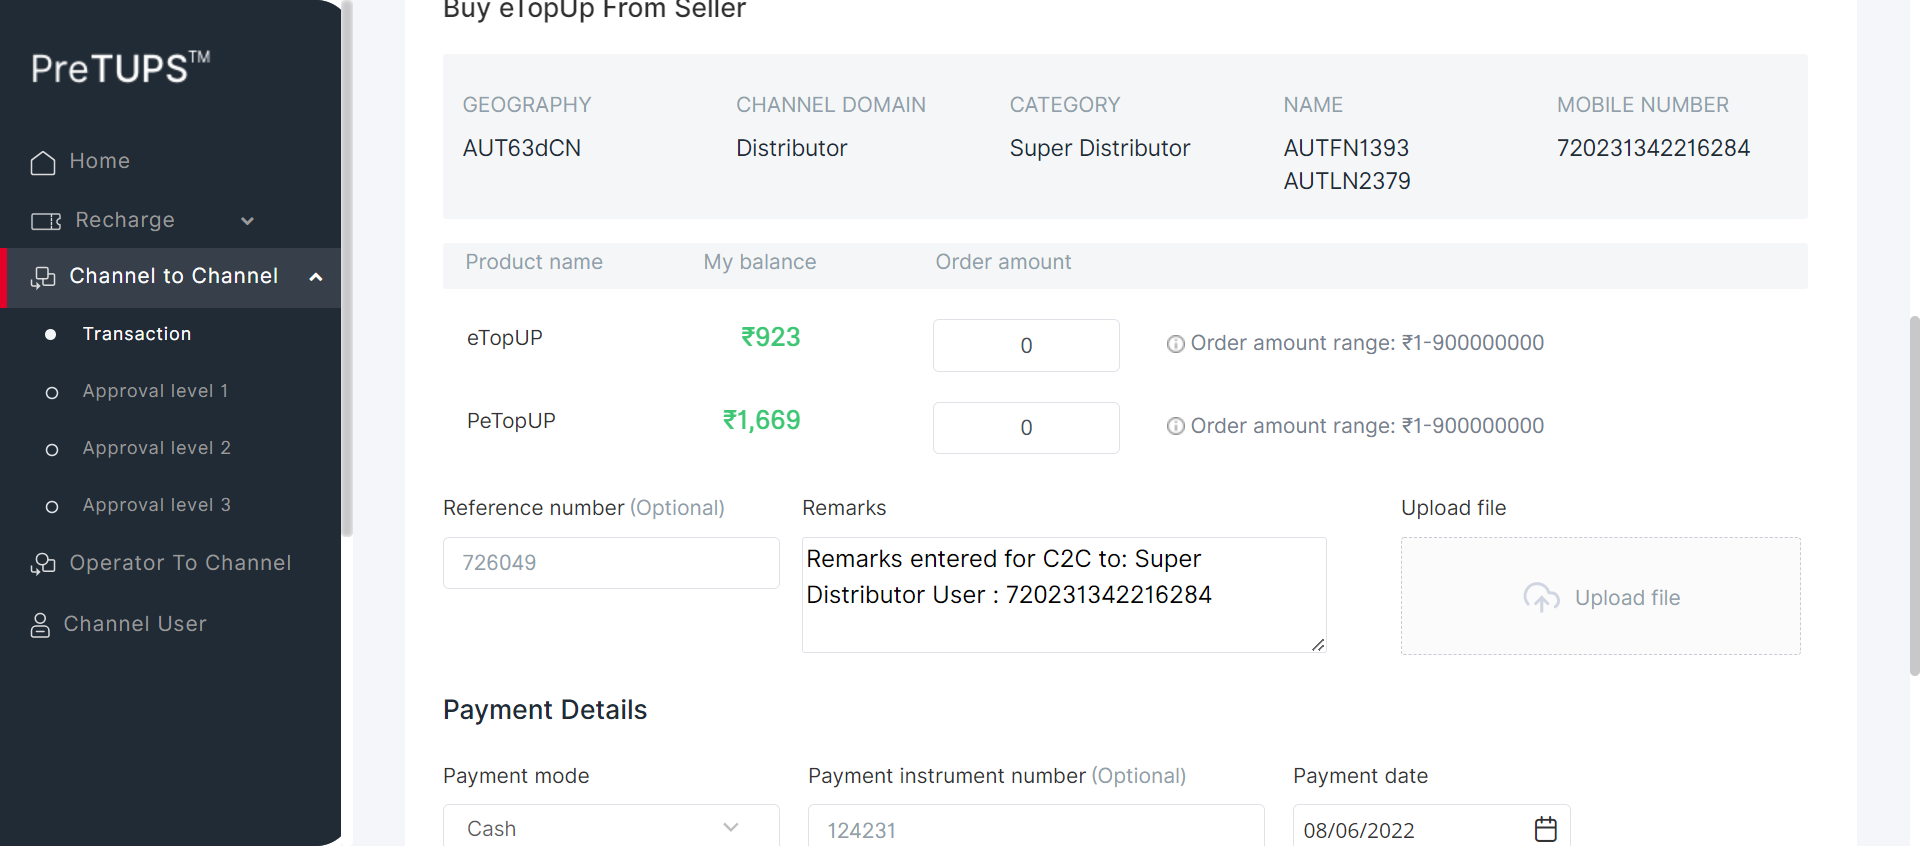 Buy eTopUp From Seller
PreTUPS™
Home
Recharge
Channel to Channel
Transaction
Approval level 1
Approval level 2
Approval level 3
Operator To Channel
Channel User
GEOGRAPHY CHANNEL DOMAIN CATEGORY NAME MOBILE NUMBER
AUT63dCN Distributor Super Distributor AUTFN1393 720231342216284
AUTLN2379
Product name My balance Order amount
eTopUP ₹923 0 Order amount range: ₹1-900000000
PeTopUP ₹1,669 0 Order amount range: ₹1-900000000
Reference number (Optional) Remarks Upload file
726049
Remarks entered for C2C to: Super
Distributor User : 720231342216284
Upload file
Payment Details
Payment mode Payment instrument number (Optional) Payment date
Cash 124231 08/06/2022